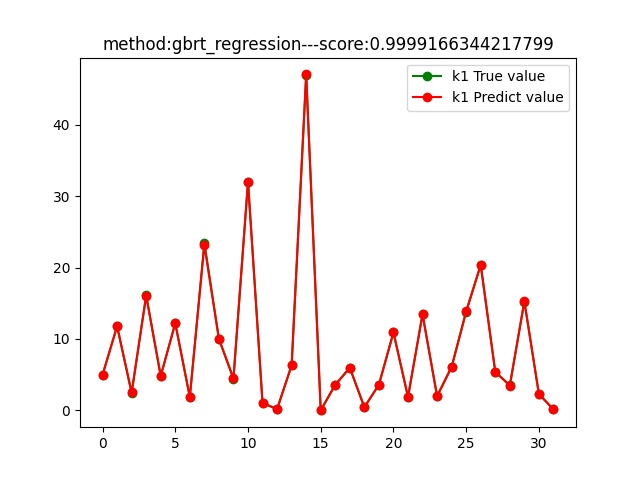 method:gbrt_regression---score:0.9999166344217799
k1 True value
k1 Predict value
40
30
20
10
0
0 5 10 15 20 25 30